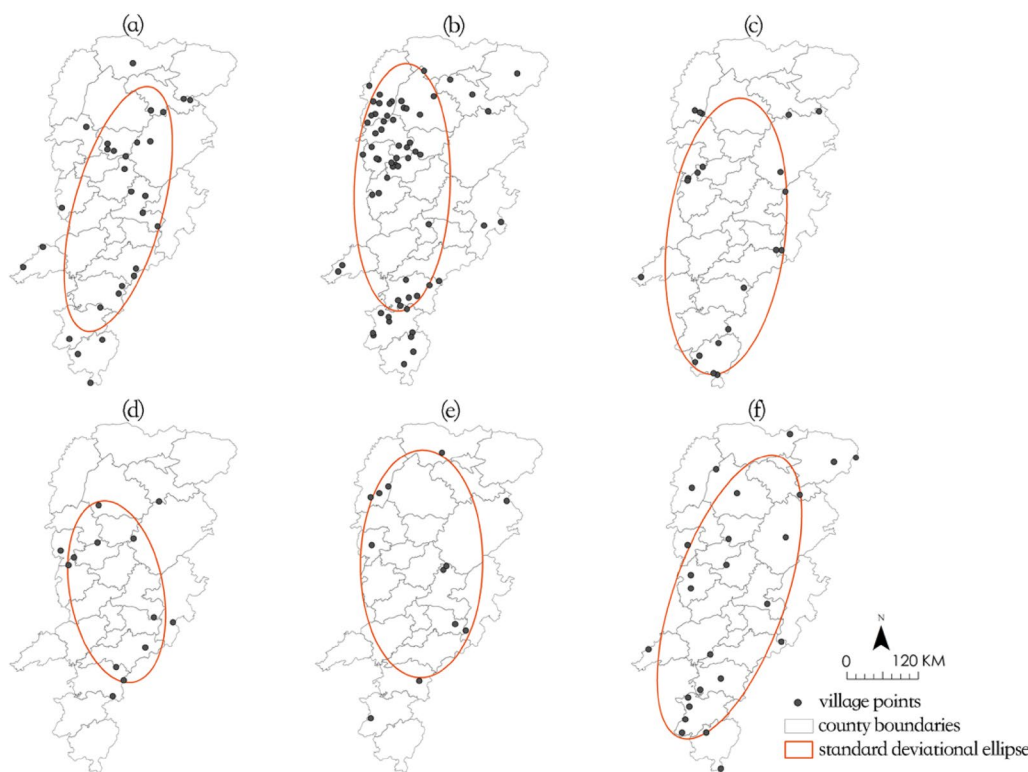 (a)
(b)
(c)
(d)
(e)
(f)
N
0 120 KM
village points
county boundaries
standard deviational ellipse